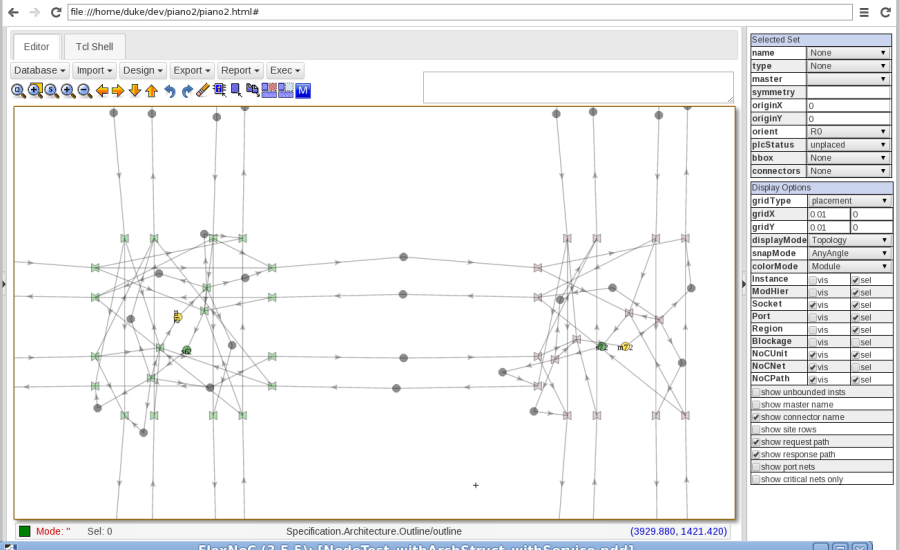 file:///home/duke/dev/piano2/piano2.html#
Editor
Tcl Shell
Database
Import
Design
Export
Report
Exec
M
Selected Set
name None
type None
master
symmetry
originX 0
originY 0
orient R0
plcStatus unplaced
bbox None
connectors None
Display Options
gridType placement
gridX 0.01 0
gridY 0.01 0
displayMode Topology
snapMode AnyAngle
colorMode Module
Instance vis sel
ModHier vis sel
Socket vis sel
Port vis sel
Region vis sel
Blockage vis sel
NoCUnit vis sel
NoCNet vis sel
NoCPath vis sel
show unbounded insts
show master name
show connector name
show site rows
show request path
show response path
show port nets
show critical nets only
Mode: '' Sel: 0 Specification.Architecture.Outline/outline (3929.880, 1421.420)